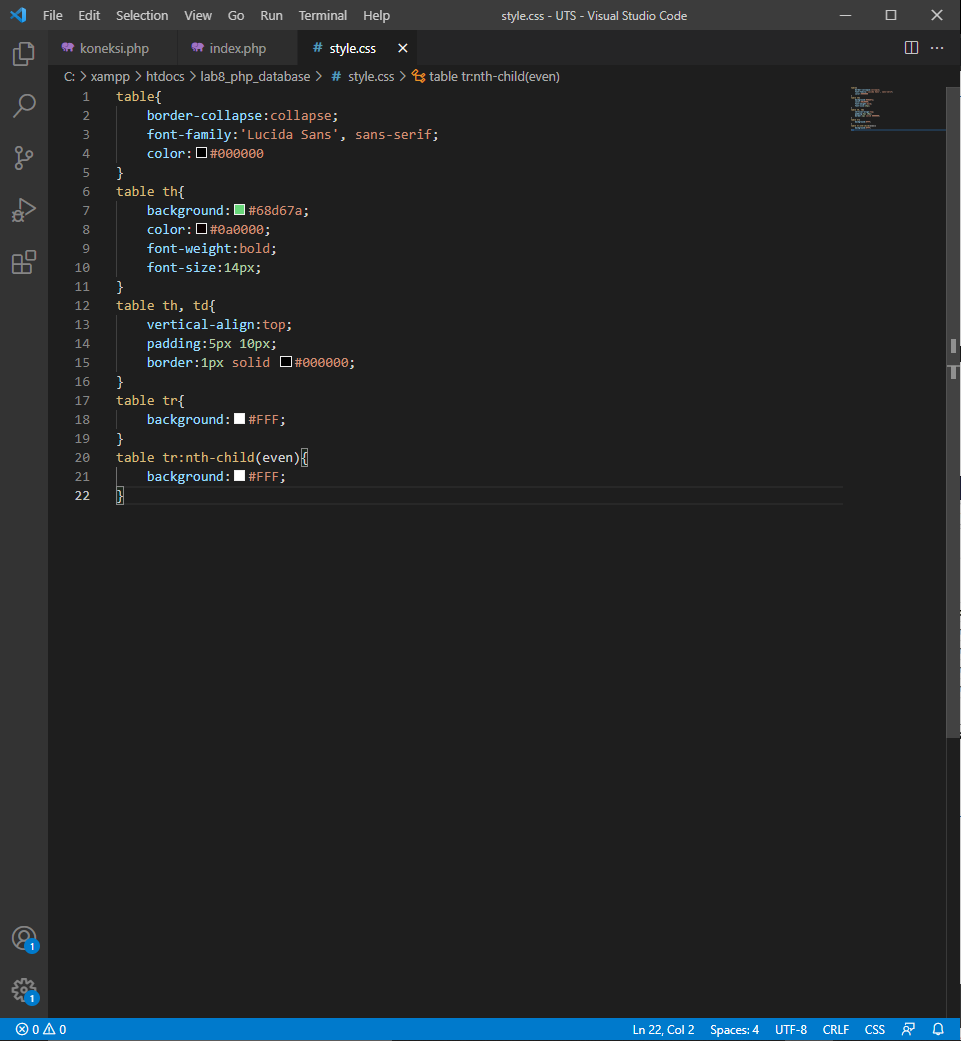 File Edit Selection View Go Run Terminal Help style.css - UTS - Visual Studio Code
koneksi.php index.php # style.css
C: > xampp > htdocs > lab8_php_database > # style.css > table tr:nth-child(even)
1 table{
2     border-collapse:collapse;
3     font-family:'Lucida Sans', sans-serif;
4     color:#000000
5 }
6 table th{
7     background:#68d67a;
8     color:#0a0000;
9     font-weight:bold;
10     font-size:14px;
11 }
12 table th, td{
13     vertical-align:top;
14     padding:5px 10px;
15     border:1px solid #000000;
16 }
17 table tr{
18     background:#FFF;
19 }
20 table tr:nth-child(even){
21     background:#FFF;
22 }
1
1
0 0 Ln 22, Col 2 Spaces: 4 UTF-8 CRLF CSS